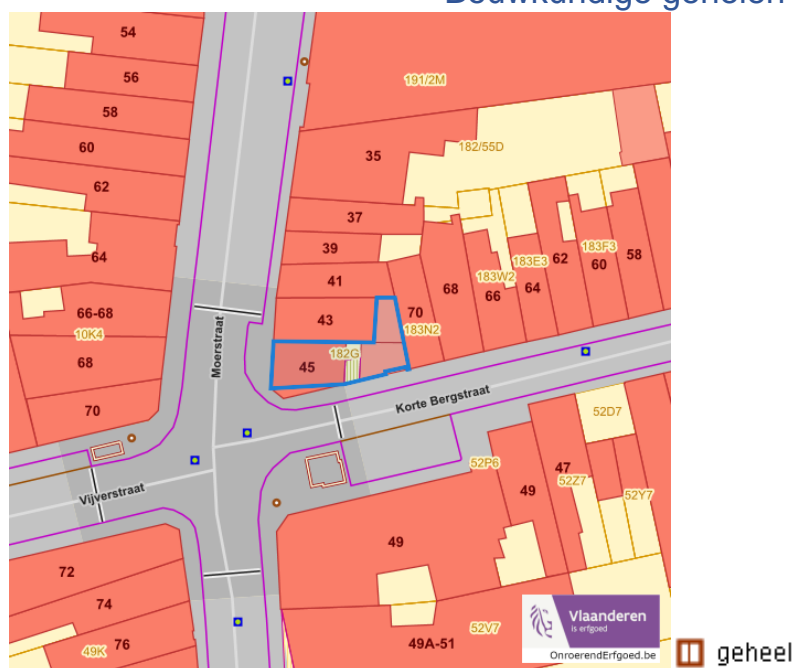 Bouwkundige gehelen
54
56
191/2M
58
60
35
182/55D
62
37
64
39
183F3
62
60
58
183E3
68
183W2
66
64
41
66-68
10K4
43
70
183N2
Moerstraat
182G
68
45
70
Korte Bergstraat
52D7
52P6
47
52Z7
Vijverstraat
49
52Y7
49
72
74
Vlaanderen
is erfgoed
76
49K
52V7
49A-51
OnroerendErfgoed.be
geheel